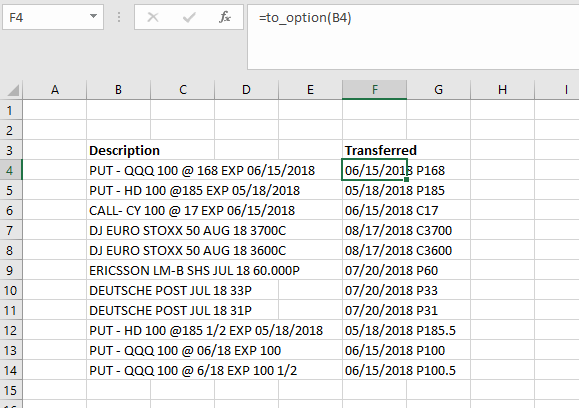 F4 fx =to_option(B4)
A B C D E F G H I
1
2
3 Description Transferred
4 PUT - QQQ 100 @ 168 EXP 06/15/2018 06/15/2018 P168
5 PUT - HD 100 @185 EXP 05/18/2018 05/18/2018 P185
6 CALL- CY 100 @ 17 EXP 06/15/2018 06/15/2018 C17
7 DJ EURO STOXX 50 AUG 18 3700C 08/17/2018 C3700
8 DJ EURO STOXX 50 AUG 18 3600C 08/17/2018 C3600
9 ERICSSON LM-B SHS JUL 18 60.000P 07/20/2018 P60
10 DEUTSCHE POST JUL 18 33P 07/20/2018 P33
11 DEUTSCHE POST JUL 18 31P 07/20/2018 P31
12 PUT - HD 100 @185 1/2 EXP 05/18/2018 05/18/2018 P185.5
13 PUT - QQQ 100 @ 06/18 EXP 100 06/15/2018 P100
14 PUT - QQQ 100 @ 6/18 EXP 100 1/2 06/15/2018 P100.5
15